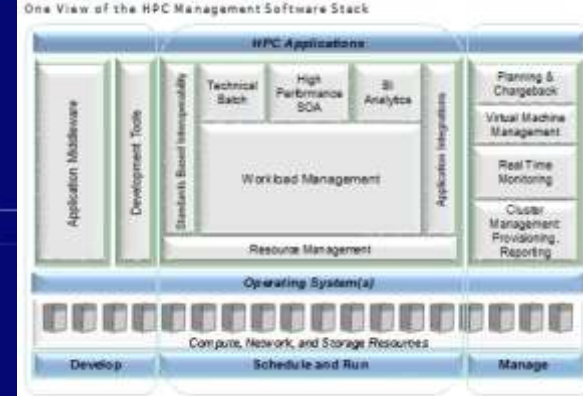 One View of the HPC Management Software Stack
HPC Applications
Application Middleware
Development Tools
Standards Based Interoperability
Technical
Batch
High
Performance
SOA
BI
Analytics
Workload Management
Application Integrations
Resource Management
Planning &
Chargeback
Virtual Machine
Management
Real Time
Monitoring
Cluster
Management
Provisioning,
Reporting
Operating System(s)
Compute, Network, and Storage Resources
Develop
Schedule and Run
Manage